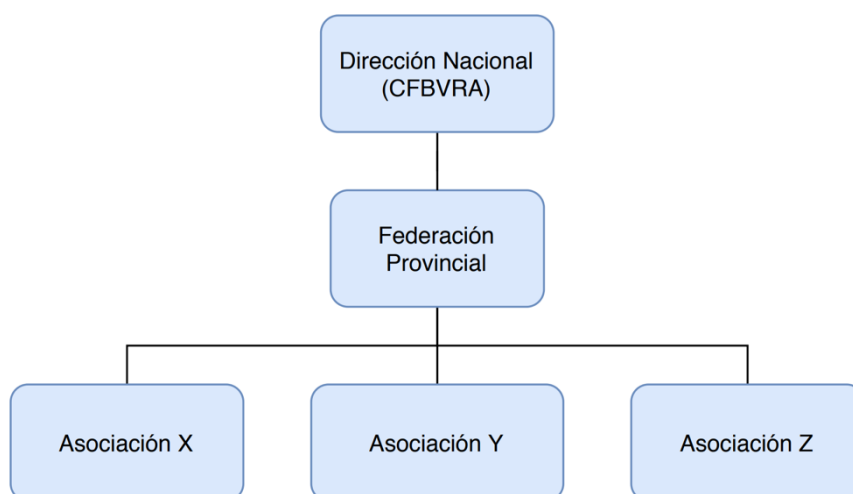 Dirección Nacional
(CFBVRA)
Federación
Provincial
Asociación X
Asociación Y
Asociación Z